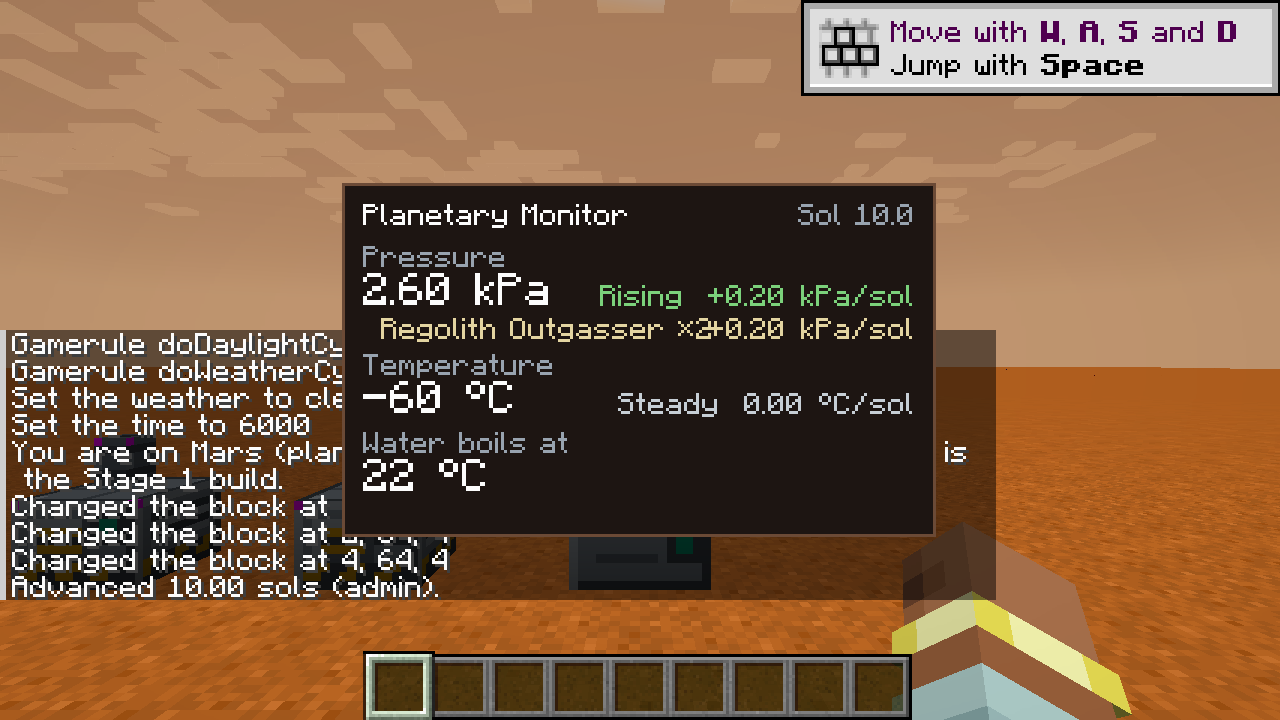 Move with W, A, S and D
Jump with Space
Planetary Monitor Sol 10.0
Pressure
2.60 kPa Rising +0.20 kPa/sol
Regolith Outgasser ×2+0.20 kPa/sol
Temperature
-60 ºC Steady 0.00 ºC/sol
Water boils at
22 ºC
Gamerule doDaylightCy
Gamerule doWeatherCy
Set the weather to cle
Set the time to 6000
You are on Mars (plan is
the Stage 1 build.
Changed the block at
Changed the block at
Changed the block at 4, 64, 4
Advanced 10.00 sols (admin).